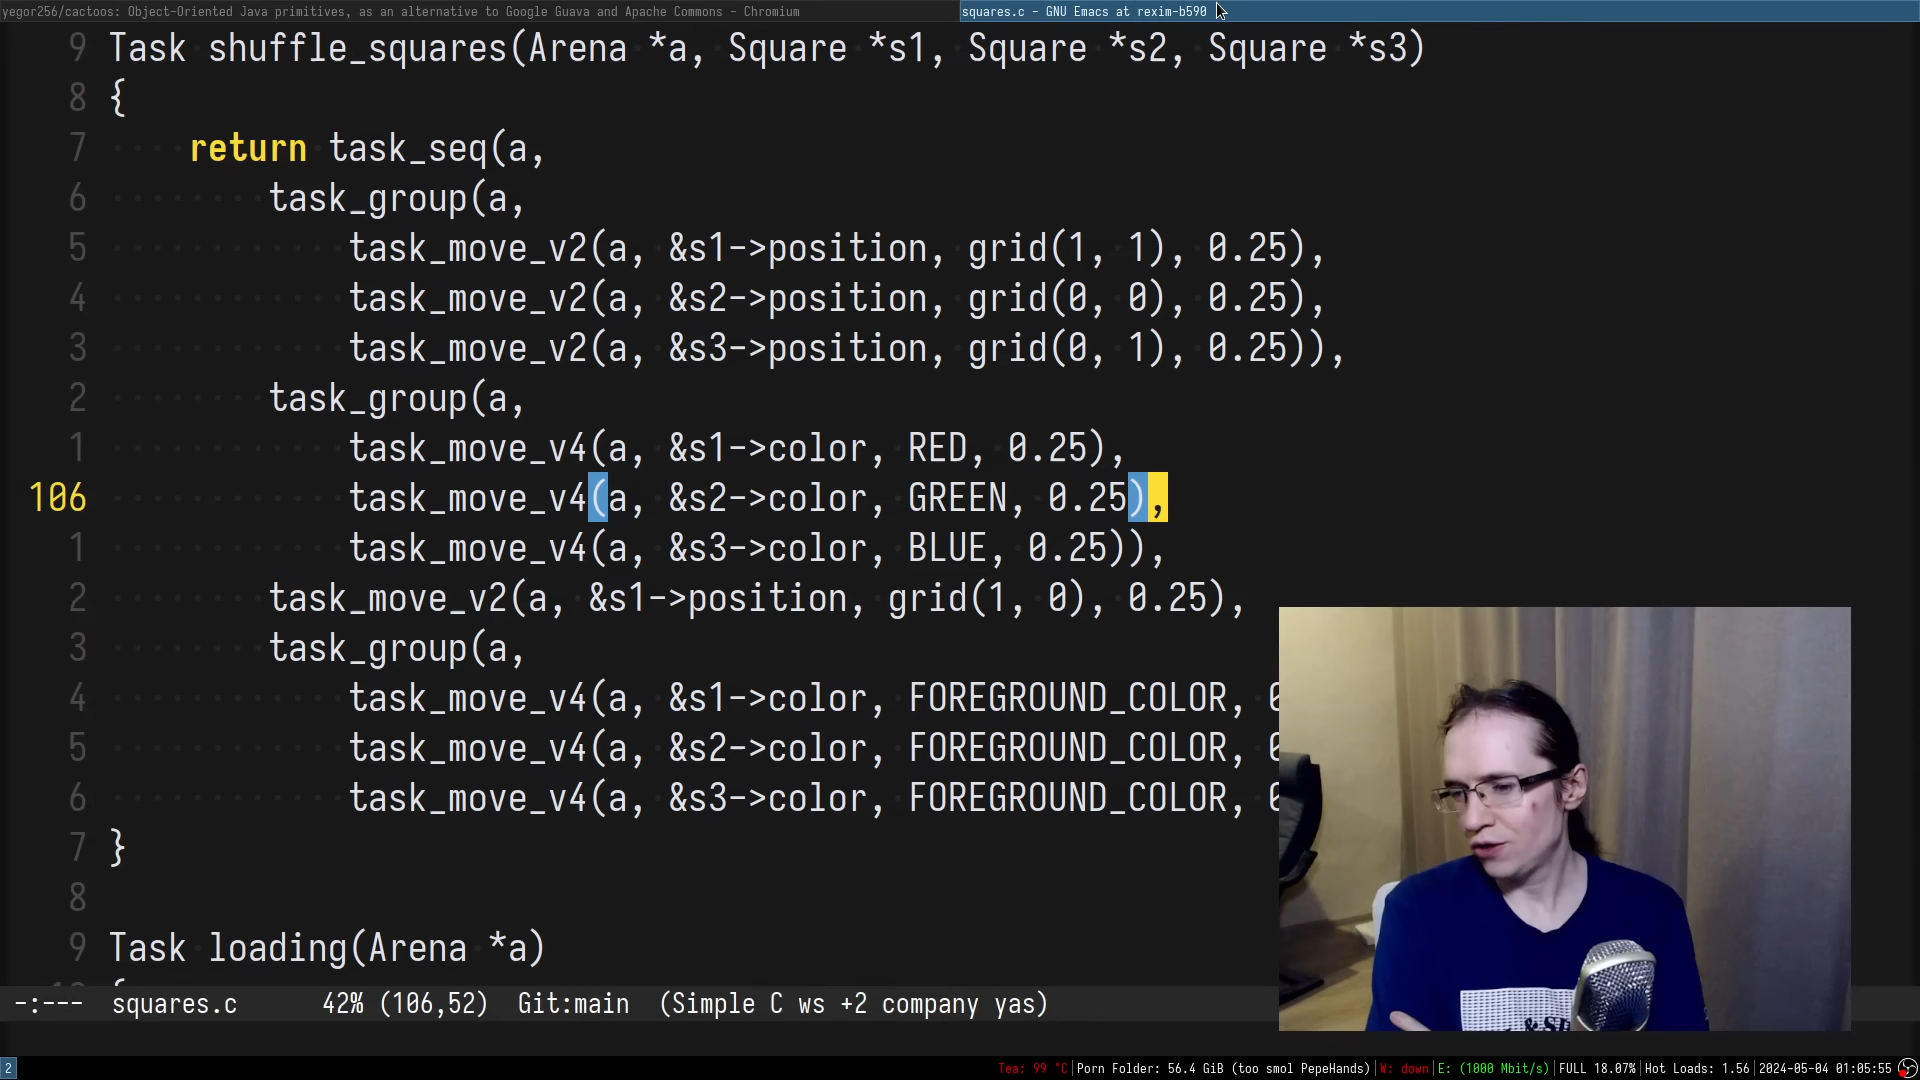 yegor256/cactoos: Object-Oriented Java primitives, as an alternative to Google Guava and Apache Commons - Chromium
squares.c - GNU Emacs at rexim-b590
9 Task shuffle_squares(Arena *a, Square *s1, Square *s2, Square *s3)
8 {
7 return task_seq(a,
6 task_group(a,
5 task_move_v2(a, &s1->position, grid(1, 1), 0.25),
4 task_move_v2(a, &s2->position, grid(0, 0), 0.25),
3 task_move_v2(a, &s3->position, grid(0, 1), 0.25)),
2 task_group(a,
1 task_move_v4(a, &s1->color, RED, 0.25),
106 task_move_v4(a, &s2->color, GREEN, 0.25),
1 task_move_v4(a, &s3->color, BLUE, 0.25)),
2 task_move_v2(a, &s1->position, grid(1, 0), 0.25),
3 task_group(a,
4 task_move_v4(a, &s1->color, FOREGROUND_COLOR, 0
5 task_move_v4(a, &s2->color, FOREGROUND_COLOR, 0
6 task_move_v4(a, &s3->color, FOREGROUND_COLOR, 0
7 }
8
9 Task loading(Arena *a)
-:--- squares.c 42% (106,52) Git:main (Simple C ws +2 company yas)
2
Tea: 99 °C|Porn Folder: 56.4 GiB (too smol PepeHands)|W: down|E: (1000 Mbit/s)|FULL 18.07%|Hot Loads: 1.56|2024-05-04 01:05:55